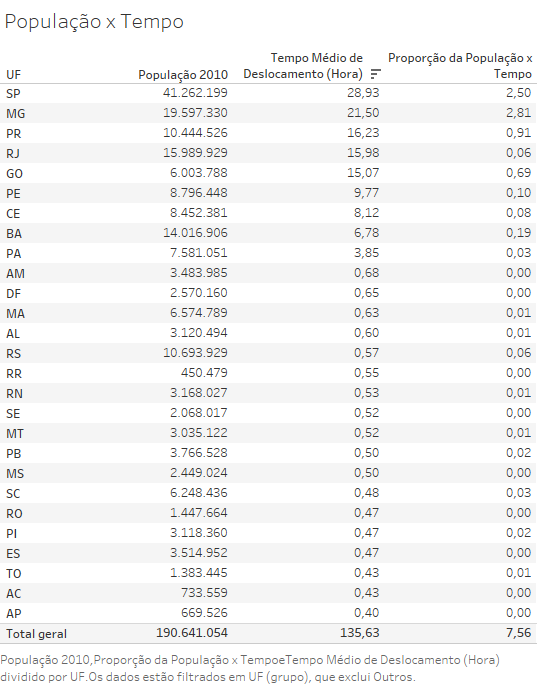 População x Tempo
Tempo Médio de Proporção da População x
UF População 2010 Deslocamento (Hora) Tempo
SP 41.262.199 28,93 2,50
MG 19.597.330 21,50 2,81
PR 10.444.526 16,23 0,91
RJ 15.989.929 15,98 0,06
GO 6.003.788 15,07 0,69
PE 8.796.448 9,77 0,10
CE 8.452.381 8,12 0,08
BA 14.016.906 6,78 0,19
PA 7.581.051 3,85 0,03
AM 3.483.985 0,68 0,00
DF 2.570.160 0,65 0,00
MA 6.574.789 0,63 0,01
AL 3.120.494 0,60 0,01
RS 10.693.929 0,57 0,06
RR 450.479 0,55 0,00
RN 3.168.027 0,53 0,01
SE 2.068.017 0,52 0,00
MT 3.035.122 0,52 0,01
PB 3.766.528 0,50 0,02
MS 2.449.024 0,50 0,00
SC 6.248.436 0,48 0,03
RO 1.447.664 0,47 0,00
PI 3.118.360 0,47 0,02
ES 3.514.952 0,47 0,00
TO 1.383.445 0,43 0,01
AC 733.559 0,43 0,00
AP 669.526 0,40 0,00
Total geral 190.641.054 135,63 7,56
População 2010,Proporção da População x TempoeTempo Médio de Deslocamento (Hora)
dividido por UF.Os dados estão filtrados em UF (grupo), que exclui Outros.